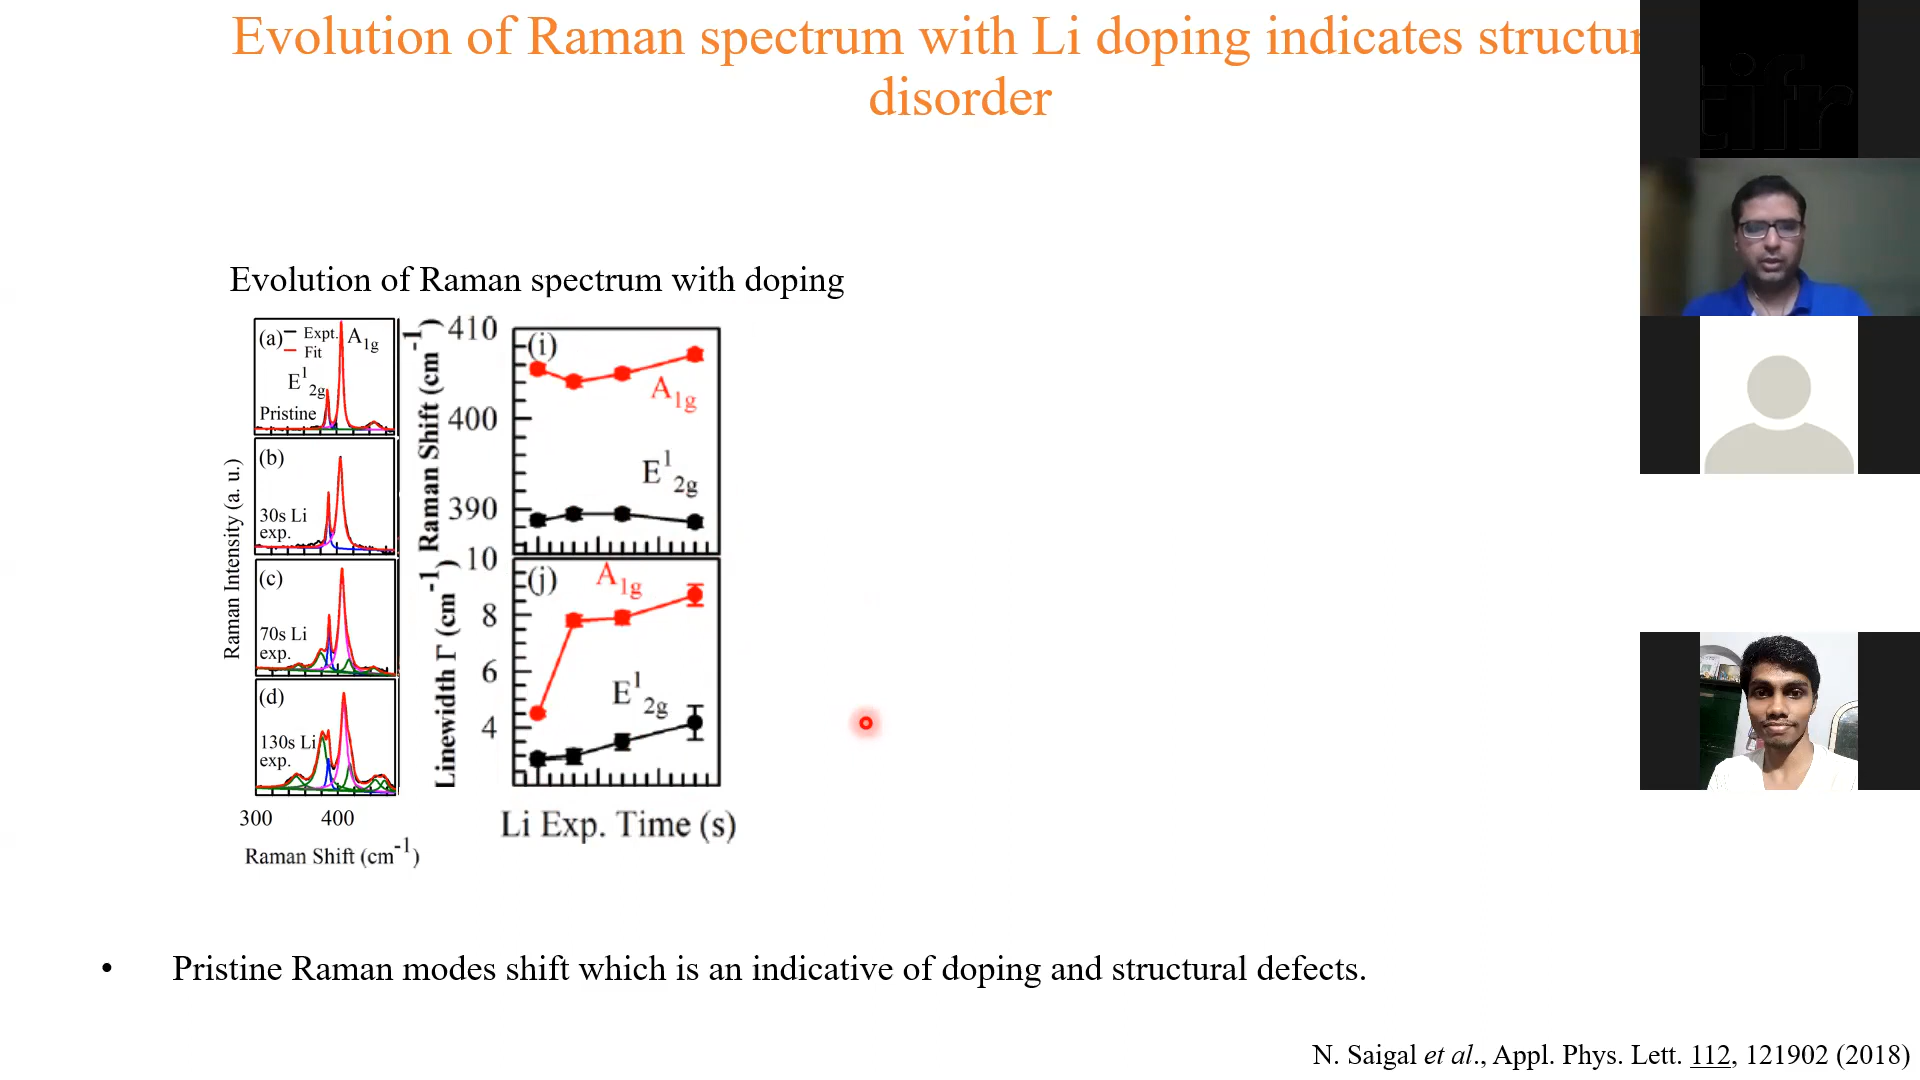 Evolution of Raman spectrum with Li doping indicates structur
disorder
tifr
Evolution of Raman spectrum with doping
(a) Expt. A1g
Fit
E^1_2g
Pristine
(b)
30s Li
exp.
(c)
70s Li
exp.
(d)
130s Li
exp.
300 400
Raman Shift (cm^-1)
Raman Intensity (a. u.)
410
400
390
Raman Shift (cm^-1)
(i)
A1g
E^1_2g
10
8
6
4
Linewidth Γ (cm^-1)
(j)
A1g
E^1_2g
Li Exp. Time (s)
• Pristine Raman modes shift which is an indicative of doping and structural defects.
N. Saigal et al., Appl. Phys. Lett. 112, 121902 (2018)